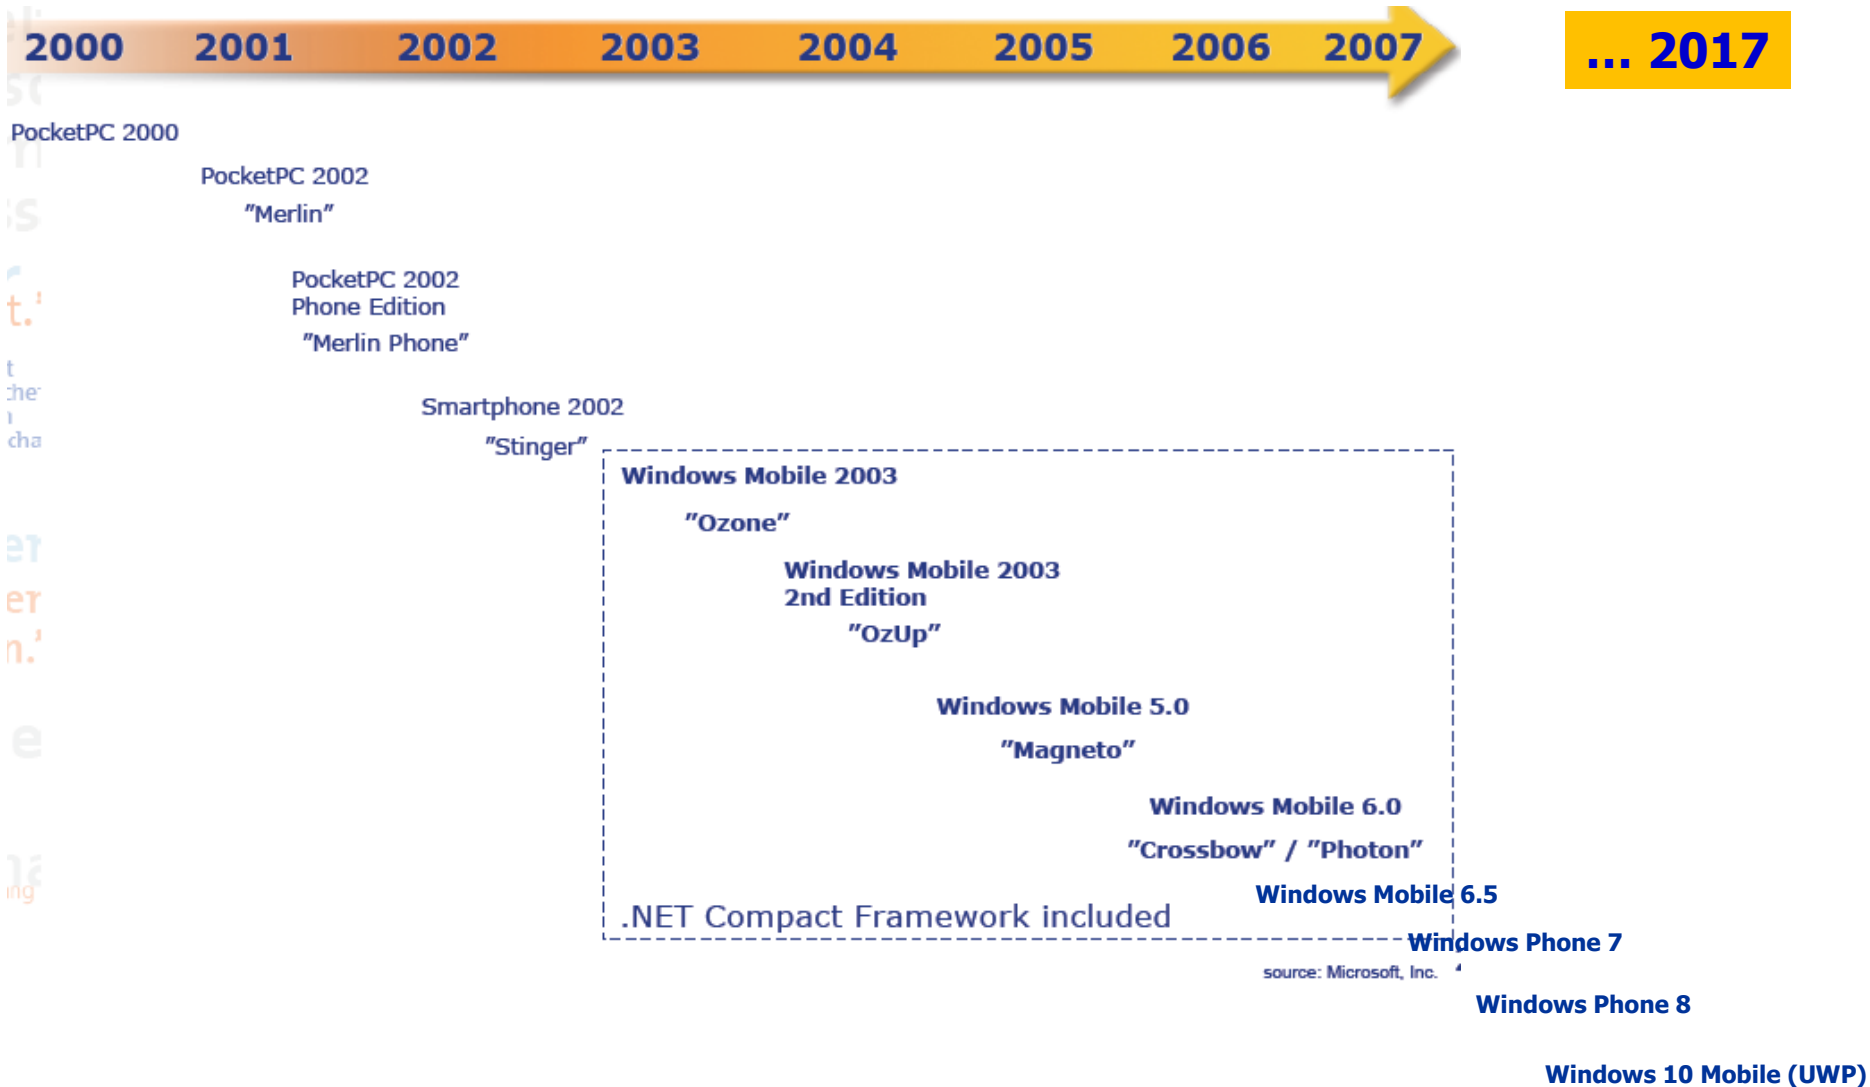 2000 2001 2002 2003 2004 2005 2006 2007 ... 2017
PocketPC 2000
PocketPC 2002
"Merlin"
PocketPC 2002
Phone Edition
"Merlin Phone"
Smartphone 2002
"Stinger"
Windows Mobile 2003
"Ozone"
Windows Mobile 2003
2nd Edition
"OzUp"
Windows Mobile 5.0
"Magneto"
Windows Mobile 6.0
"Crossbow" / "Photon"
Windows Mobile 6.5
.NET Compact Framework included
Windows Phone 7
source: Microsoft, Inc.
Windows Phone 8
Windows 10 Mobile (UWP)